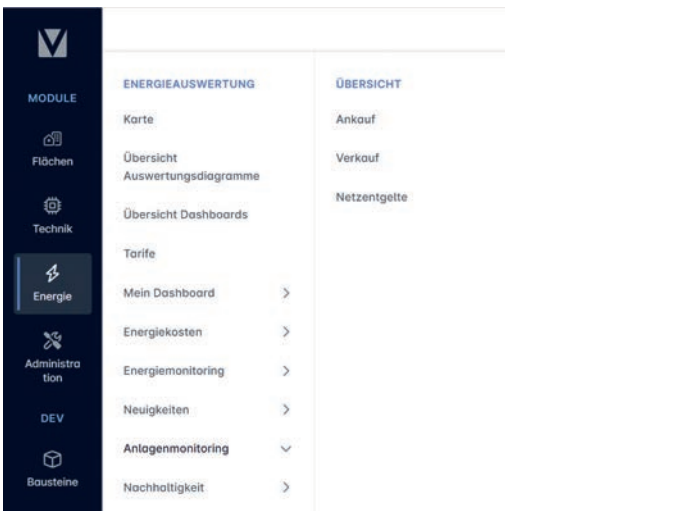 MODULE
Flächen
Technik
Energie
Administra
tion
DEV
Bausteine
ENERGIEAUSWERTUNG
Karte
Übersicht
Auswertungsdiagramme
Übersicht Dashboards
Tarife
Mein Dashboard
Energiekosten
Energiemonitoring
Neuigkeiten
Anlagenmonitoring
Nachhaltigkeit
ÜBERSICHT
Ankauf
Verkauf
Netzentgelte